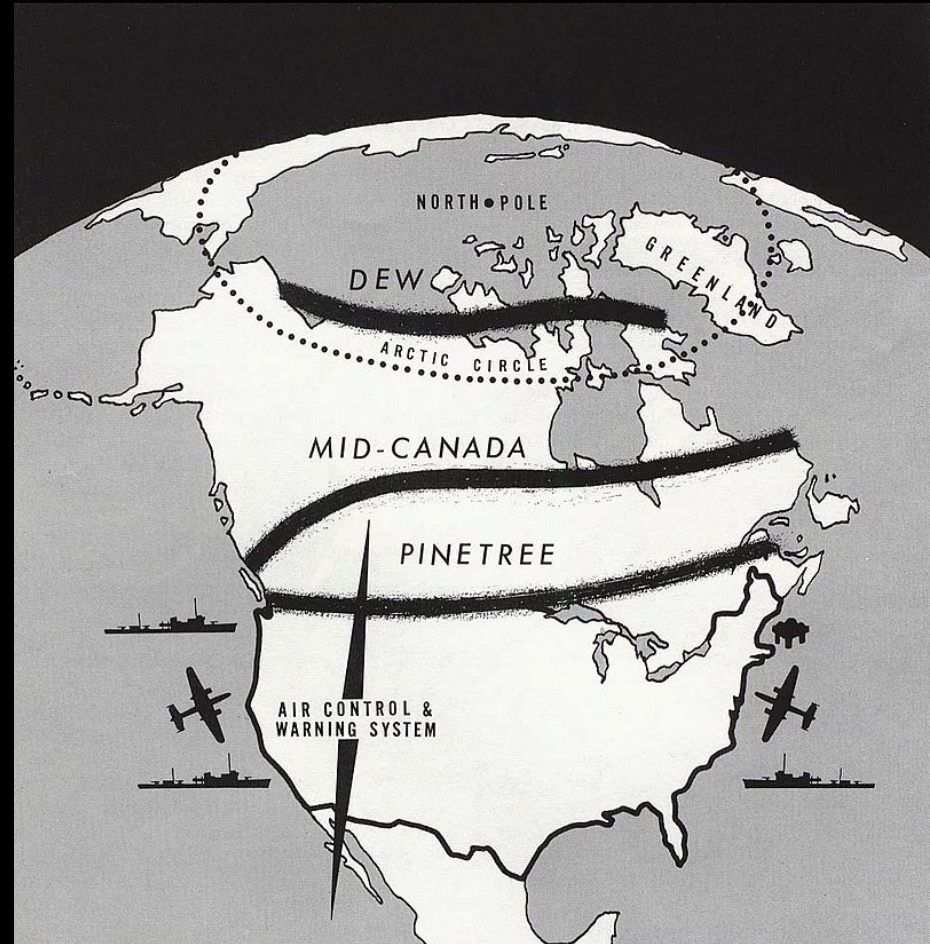 NORTH POLE
GREENLAND
DEW
ARCTIC CIRCLE
MID-CANADA
PINETREE
AIR CONTROL &
WARNING SYSTEM